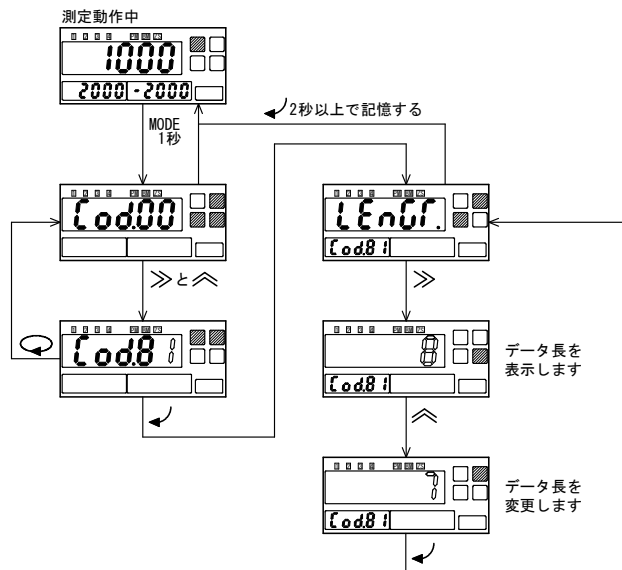 測定動作中
1000
2000 -2000
MODE
1秒
2秒以上で記憶する
Cod.00
LEnGT.
Cod.81
≫と︽
≫
Cod.81
8
Cod.81
データ長を
表示します
︽
7
Cod.81
データ長を
変更します